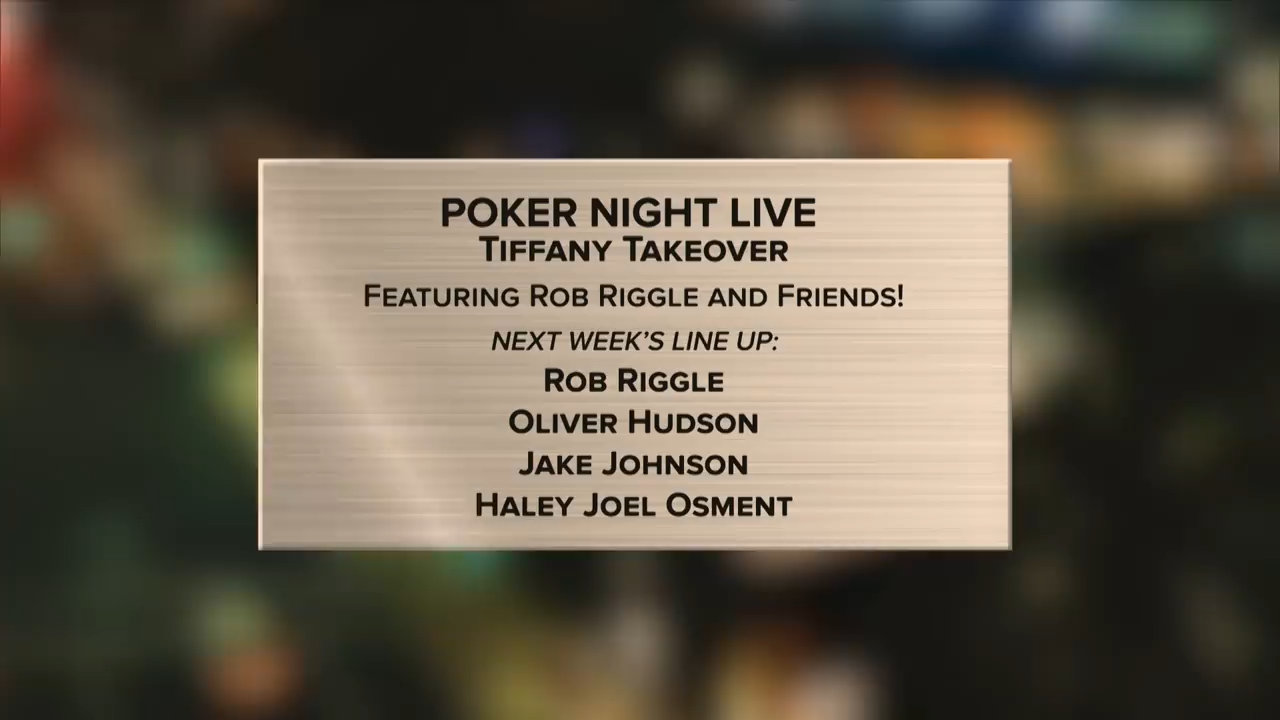 POKER NIGHT LIVE
TIFFANY TAKEOVER
FEATURING ROB RIGGLE AND FRIENDS!
NEXT WEEK'S LINE UP:
ROB RIGGLE
OLIVER HUDSON
JAKE JOHNSON
HALEY JOEL OSMENT